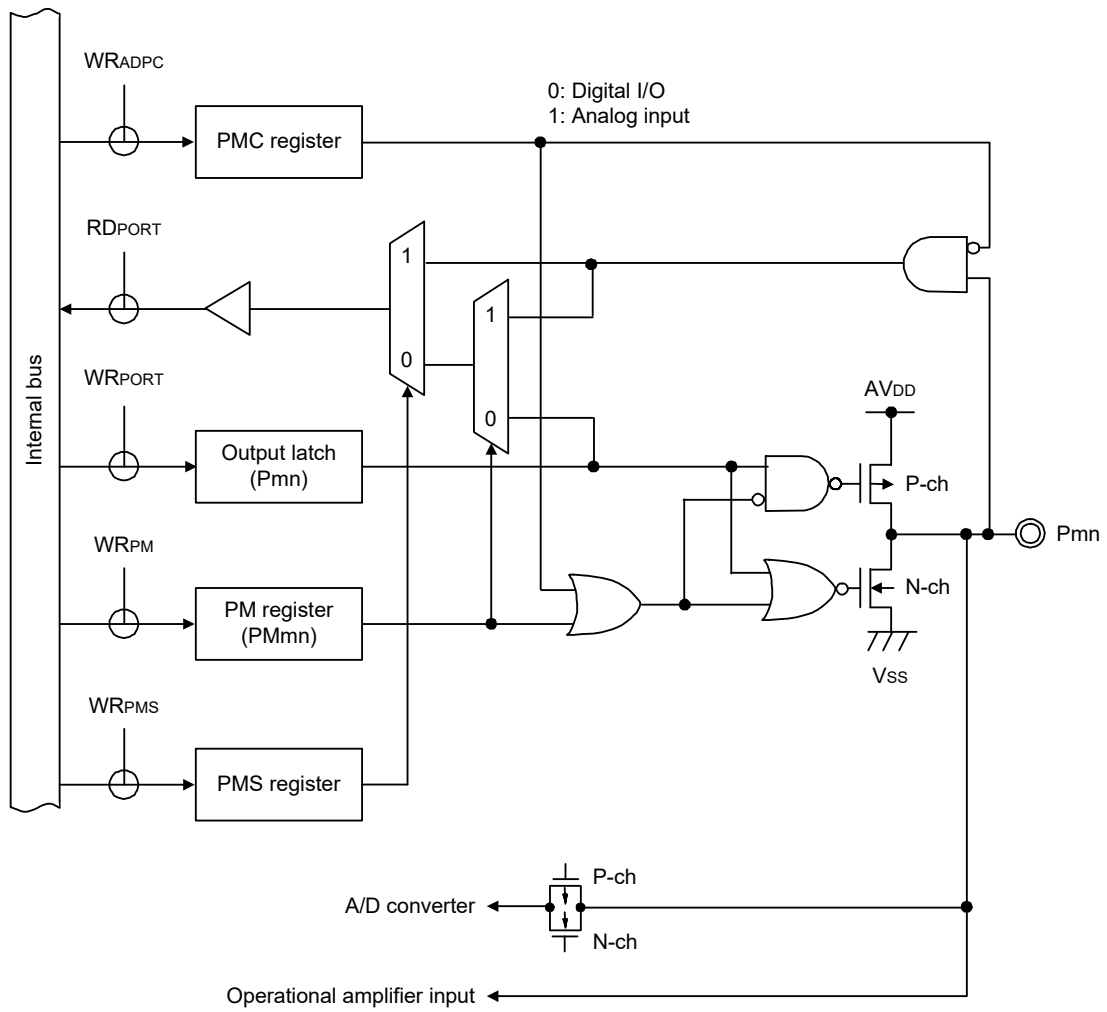 WRADPC
0: Digital I/O
1: Analog input
PMC register
RDPORT
1
1
0
WRPORT
Internal bus
AVDD
0
Output latch
(Pmn)
P-ch
Pmn
WRPM
N-ch
PM register
(PMmn)
VSS
WRPMS
PMS register
P-ch
A/D converter
N-ch
Operational amplifier input